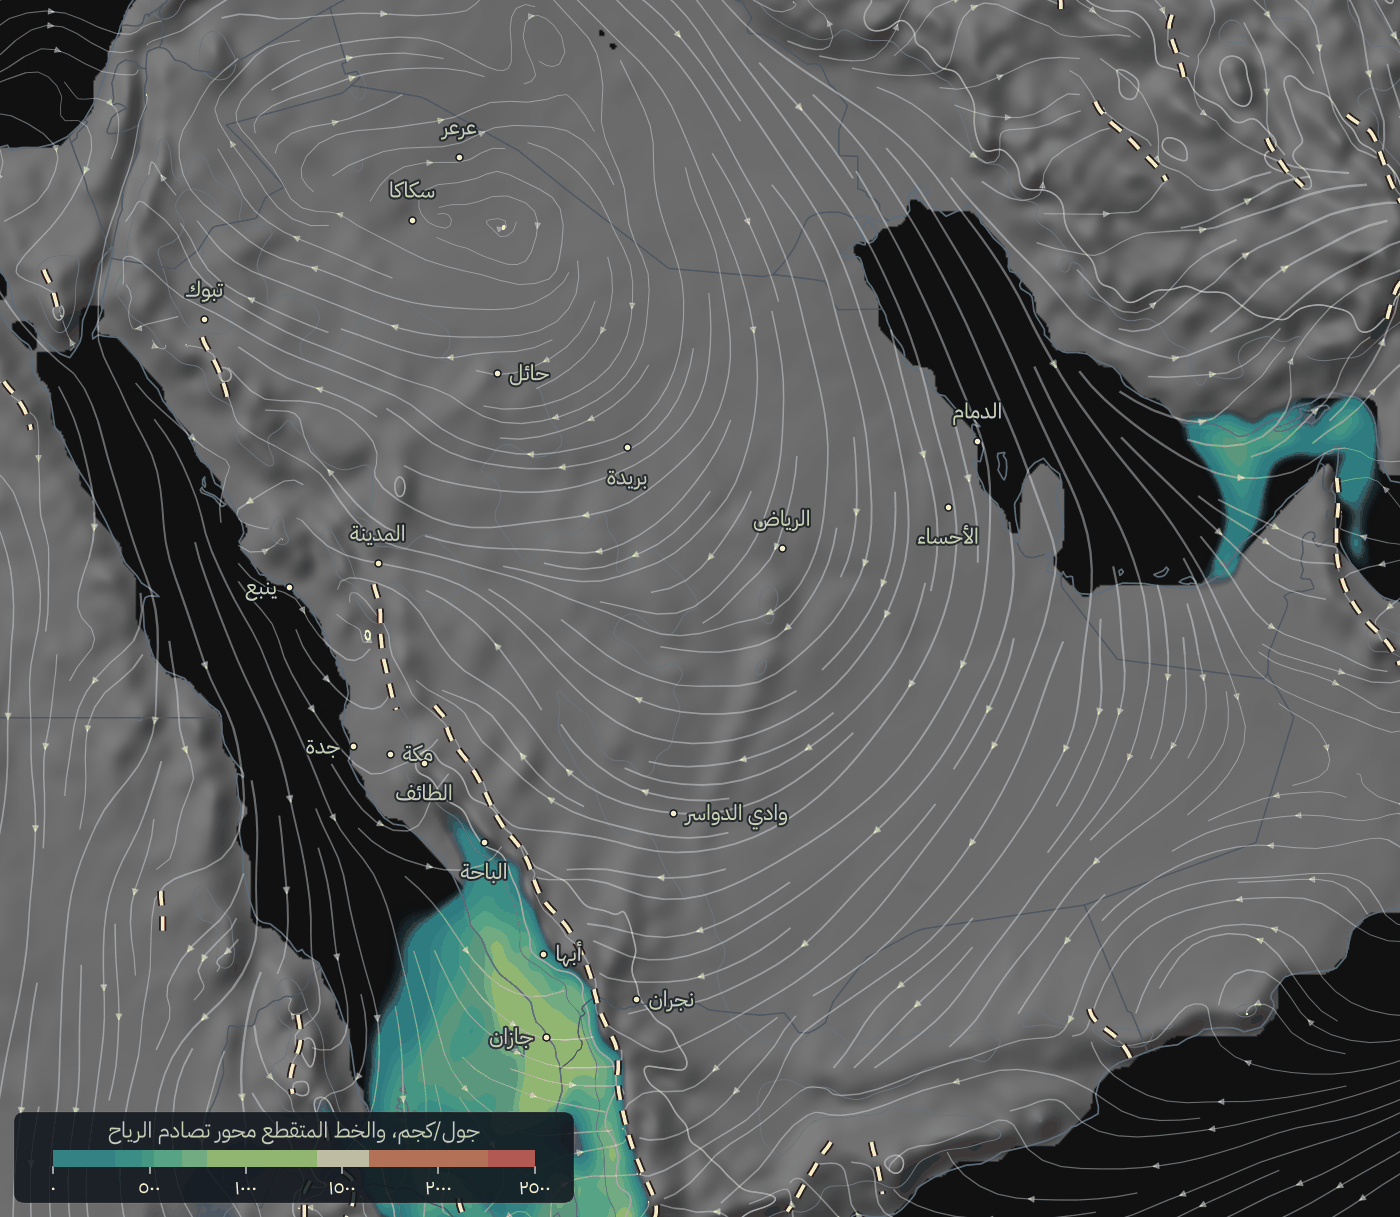 عرعر
سكاكا
تبوك
حائل
الدمام
بريدة
الرياض
الأحساء
المدينة
ينبع
جدة
مكة
الطائف
وادي الدواسر
الباحة
أبها
نجران
جازان
جول/كجم، والخط المتقطع محور تصادم الرياح
٠ ٥٠٠ ١٠٠٠ ١٥٠٠ ٢٠٠٠ ٢٥٠٠